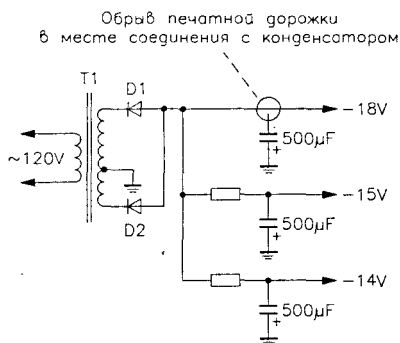 Обрыв печатной дорожки
в месте соединения с конденсатором
T1
D1
−18V
500µF
+
~120V
−15V
D2
500µF
+
−14V
500µF
+